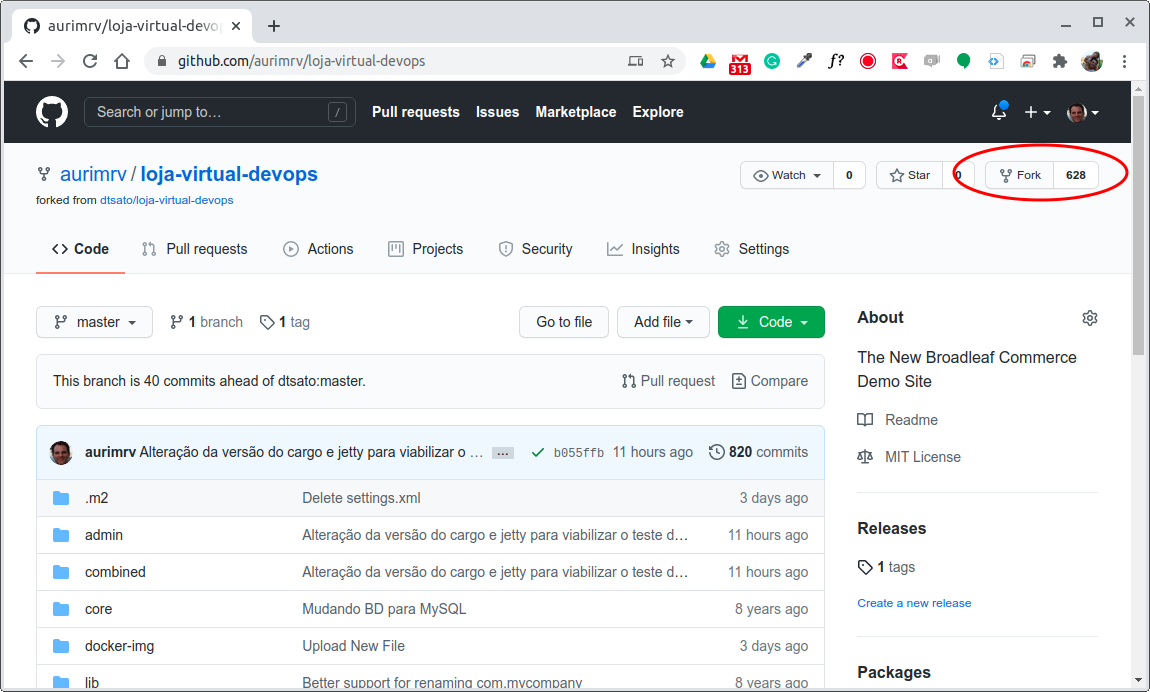 aurimrv/loja-virtual-devo
github.com/aurimrv/loja-virtual-devops
313
f?
Search or jump to… /
Pull requests Issues Marketplace Explore
aurimrv / loja-virtual-devops
Watch 0 Star 0 Fork 628
forked from dtsato/loja-virtual-devops
Code Pull requests Actions Projects Security Insights Settings
master 1 branch 1 tag Go to file Add file Code
This branch is 40 commits ahead of dtsato:master. Pull request Compare
aurimrv Alteração da versão do cargo e jetty para viabilizar o … … b055ffb 11 hours ago 820 commits
.m2 Delete settings.xml 3 days ago
admin Alteração da versão do cargo e jetty para viabilizar o teste d… 11 hours ago
combined Alteração da versão do cargo e jetty para viabilizar o teste d… 11 hours ago
core Mudando BD para MySQL 8 years ago
docker-img Upload New File 3 days ago
lib Better support for renaming com.mycompany 8 years ago
About
The New Broadleaf Commerce
Demo Site
Readme
MIT License
Releases
1 tags
Create a new release
Packages